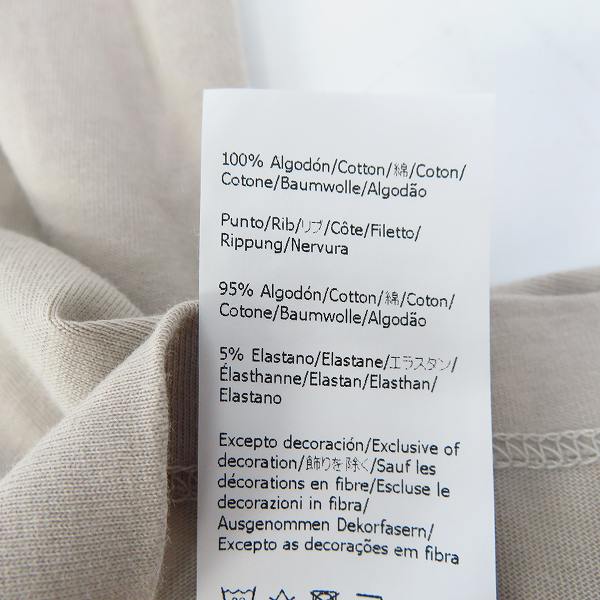 100% Algodón/Cotton/綿/Coton/
Cotone/Baumwolle/Algodão
Punto/Rib/リブ/Côte/Filetto/
Rippung/Nervura
95% Algodón/Cotton/綿/Coton/
Cotone/Baumwolle/Algodão
5% Elastano/Elastane/エラスタン/
Élasthanne/Elastan/Elasthan/
Elastano
Excepto decoración/Exclusive of
decoration/飾りを除く/Sauf les
décorations en fibre/Escluse le
decorazioni in fibra/
Ausgenommen Dekorfasern/
Excepto as decorações em fibra